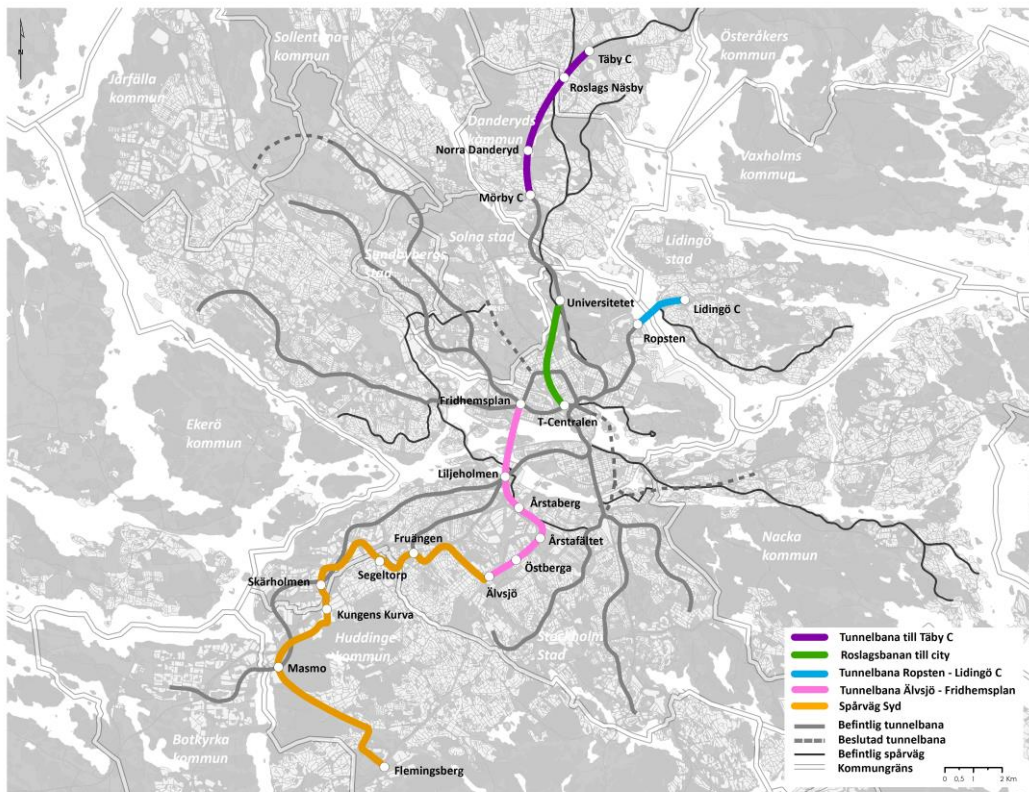 Sollentuna
kommun
Österåkers
kommun
Järfälla
kommun
Täby C
Roslags Näsby
Danderyds
kommun
Norra Danderyd
Vaxholms
kommun
Mörby C
Solna stad
Sundbybergs
stad
Lidingö
stad
Universitetet
Lidingö C
Ropsten
Fridhemsplan
T-Centralen
Ekerö
kommun
Liljeholmen
Årstaberg
Årstafältet
Nacka
kommun
Fruängen
Östberga
Segeltorp
Skärholmen
Älvsjö
Kungens Kurva
Huddinge
kommun
Stockholm
Stad
Masmo
Botkyrka
kommun
Flemingsberg
Tunnelbana till Täby C
Roslagsbanan till city
Tunnelbana Ropsten - Lidingö C
Tunnelbana Älvsjö - Fridhemsplan
Spårväg Syd
Befintlig tunnelbana
Beslutad tunnelbana
Befintlig spårväg
Kommungräns
0 0,5 1 2 Km
N